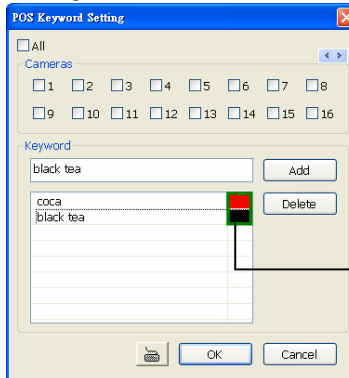 POS Keyword Setting
All
Cameras
1 2 3 4 5 6 7 8
9 10 11 12 13 14 15 16
Keyword
black tea
Add
coca
Delete
black tea
OK
Cancel